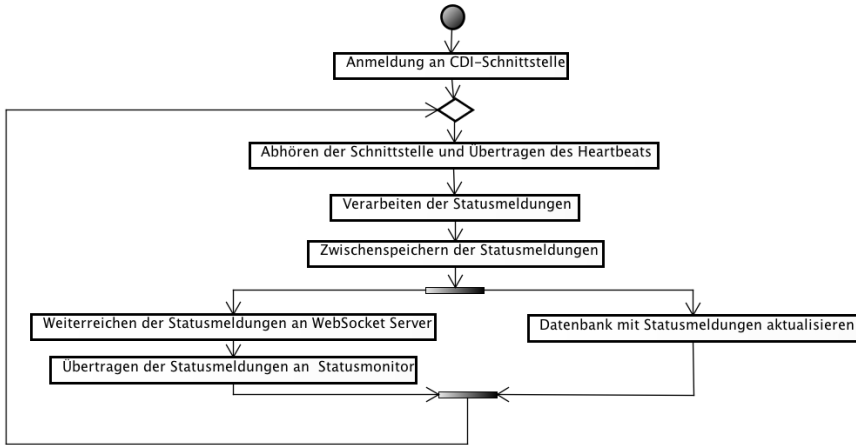 Anmeldung an CDI-Schnittstelle
Abhören der Schnittstelle und Übertragen des Heartbeats
Verarbeiten der Statusmeldungen
Zwischenspeichern der Statusmeldungen
Weiterreichen der Statusmeldungen an WebSocket Server
Datenbank mit Statusmeldungen aktualisieren
Übertragen der Statusmeldungen an Statusmonitor